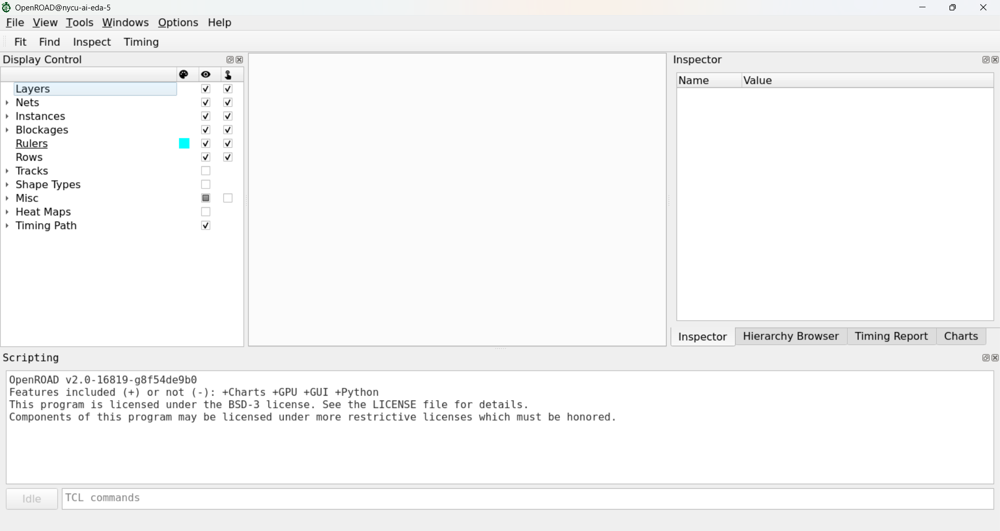 OpenROAD@nycu-ai-eda-5
File View Tools Windows Options Help
Fit Find Inspect Timing
Display Control
Layers
Nets
Instances
Blockages
Rulers
Rows
Tracks
Shape Types
Misc
Heat Maps
Timing Path
Inspector
Name Value
Inspector Hierarchy Browser Timing Report Charts
Scripting
OpenROAD v2.0-16819-g8f54de9b0
Features included (+) or not (-): +Charts +GPU +GUI +Python
This program is licensed under the BSD-3 license. See the LICENSE file for details.
Components of this program may be licensed under more restrictive licenses which must be honored.
Idle TCL commands